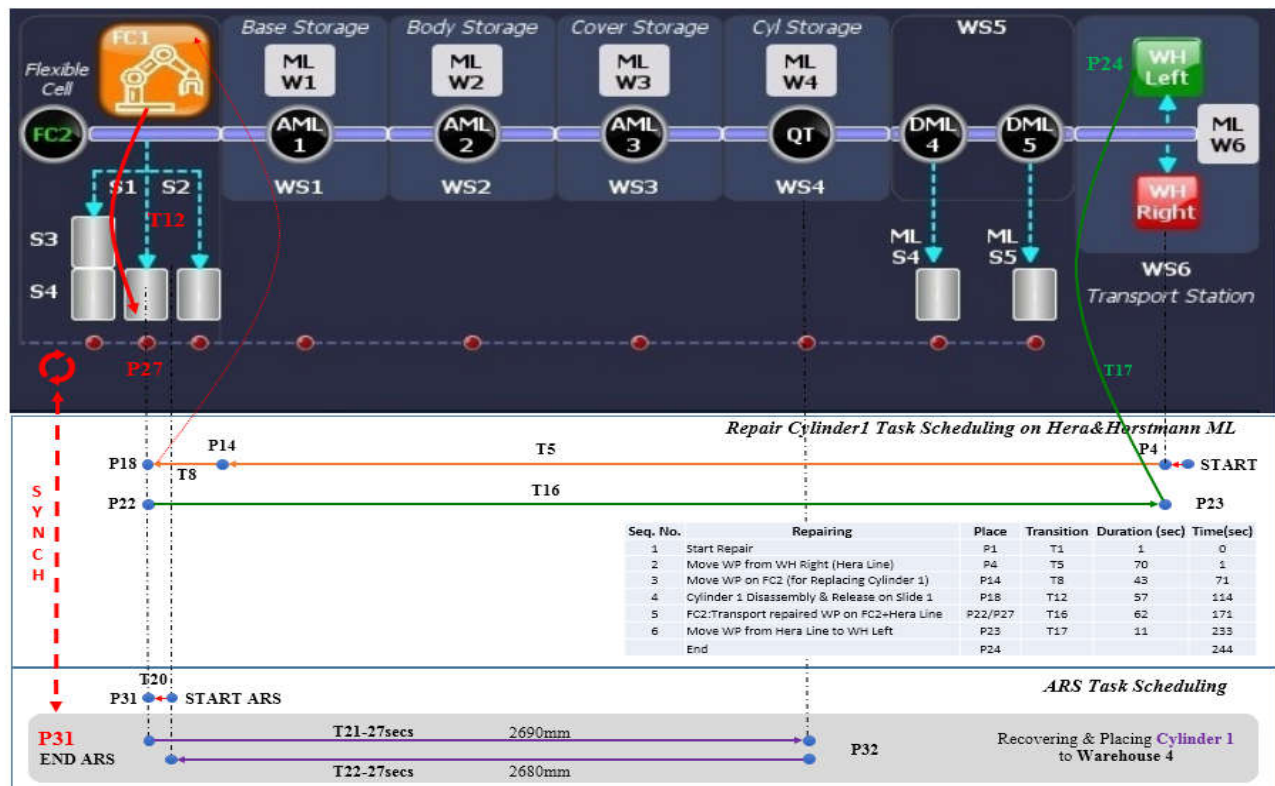 FC1
Base Storage
Body Storage
Cover Storage
Cyl Storage
WS5
Flexible
Cell
ML
W1
ML
W2
ML
W3
ML
W4
P24
WH
Left
FC2
AML
1
AML
2
AML
3
QT
DML
4
DML
5
ML
W6
S1
S2
WS1
WS2
WS3
WS4
T12
WH
Right
S3
S4
ML
S4
ML
S5
WS6
Transport Station
P27
T17
Repair Cylinder1 Task Scheduling on Hera&Horstmann ML
P14
T5
P4
P18
T8
START
P22
T16
P23
SYNCH
Seq. No. Repairing Place Transition Duration (sec) Time(sec)
1 Start Repair P1 T1 1 0
2 Move WP from WH Right (Hera Line) P4 T5 70 1
3 Move WP on FC2 (for Replacing Cylinder 1) P14 T8 43 71
4 Cylinder 1 Disassembly & Release on Slide 1 P18 T12 57 114
5 FC2:Transport repaired WP on FC2+Hera Line P22/P27 T16 62 171
6 Move WP from Hera Line to WH Left P23 T17 11 233
End P24 244
T20
P31
START ARS
ARS Task Scheduling
P31
END ARS
T21-27secs 2690mm
P32
T22-27secs 2680mm
Recovering & Placing Cylinder 1
to Warehouse 4